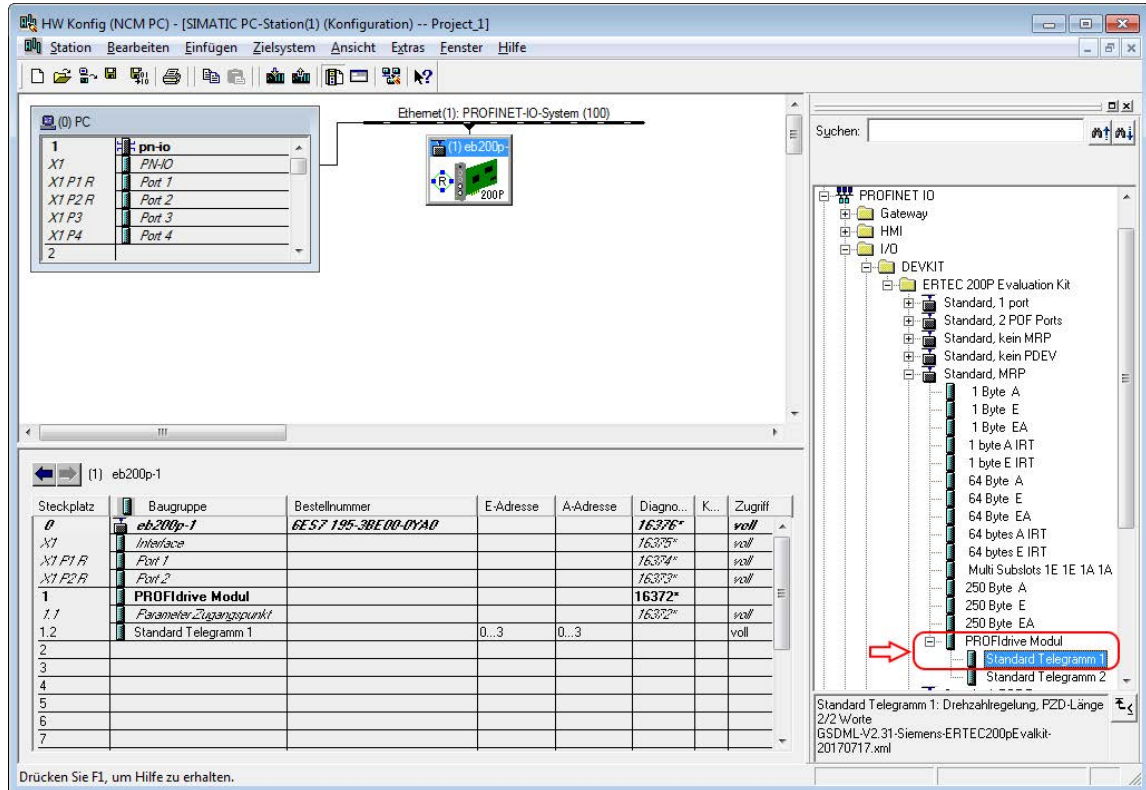 HW Konfig (NCM PC) - [SIMATIC PC-Station(1) (Konfiguration) -- Project_1]
Station Bearbeiten Einfügen Zielsystem Ansicht Extras Fenster Hilfe
(0) PC
1 pn-io
X1 PN-IO
X1 P1 R Port 1
X1 P2 R Port 2
X1 P3 Port 3
X1 P4 Port 4
2
Ethernet(1): PROFINET-IO-System (100)
(1) eb200p-
R
200P
Suchen:
PROFINET IO
Gateway
HMI
I/O
DEVKIT
ERTEC 200P Evaluation Kit
Standard, 1 port
Standard, 2 POF Ports
Standard, kein MRP
Standard, kein PDEV
Standard, MRP
1 Byte A
1 Byte E
1 Byte EA
1 byte A IRT
1 byte E IRT
64 Byte A
64 Byte E
64 Byte EA
64 bytes A IRT
64 bytes E IRT
Multi Subslots 1E 1E 1A 1A
250 Byte A
250 Byte E
250 Byte EA
PROFIdrive Modul
Standard Telegramm 1
Standard Telegramm 2
Standard Telegramm 1: Drehzahlregelung, PZD-Länge
2/2 Worte
GSDML-V2.31-Siemens-ERTEC200pEvalkit-
20170717.xml
(1) eb200p-1
Steckplatz Baugruppe Bestellnummer E-Adresse A-Adresse Diagno... K... Zugriff
0 eb200p-1 6ES7 195-3BE00-0YA0 16376* voll
X1 Interface 16375* voll
X1 P1 R Port 1 16374* voll
X1 P2 R Port 2 16373* voll
1 PROFIdrive Modul 16372*
1.1 Parameter Zugangspunkt 16372* voll
1.2 Standard Telegramm 1 0...3 0...3 voll
2
3
4
5
6
7
Drücken Sie F1, um Hilfe zu erhalten.